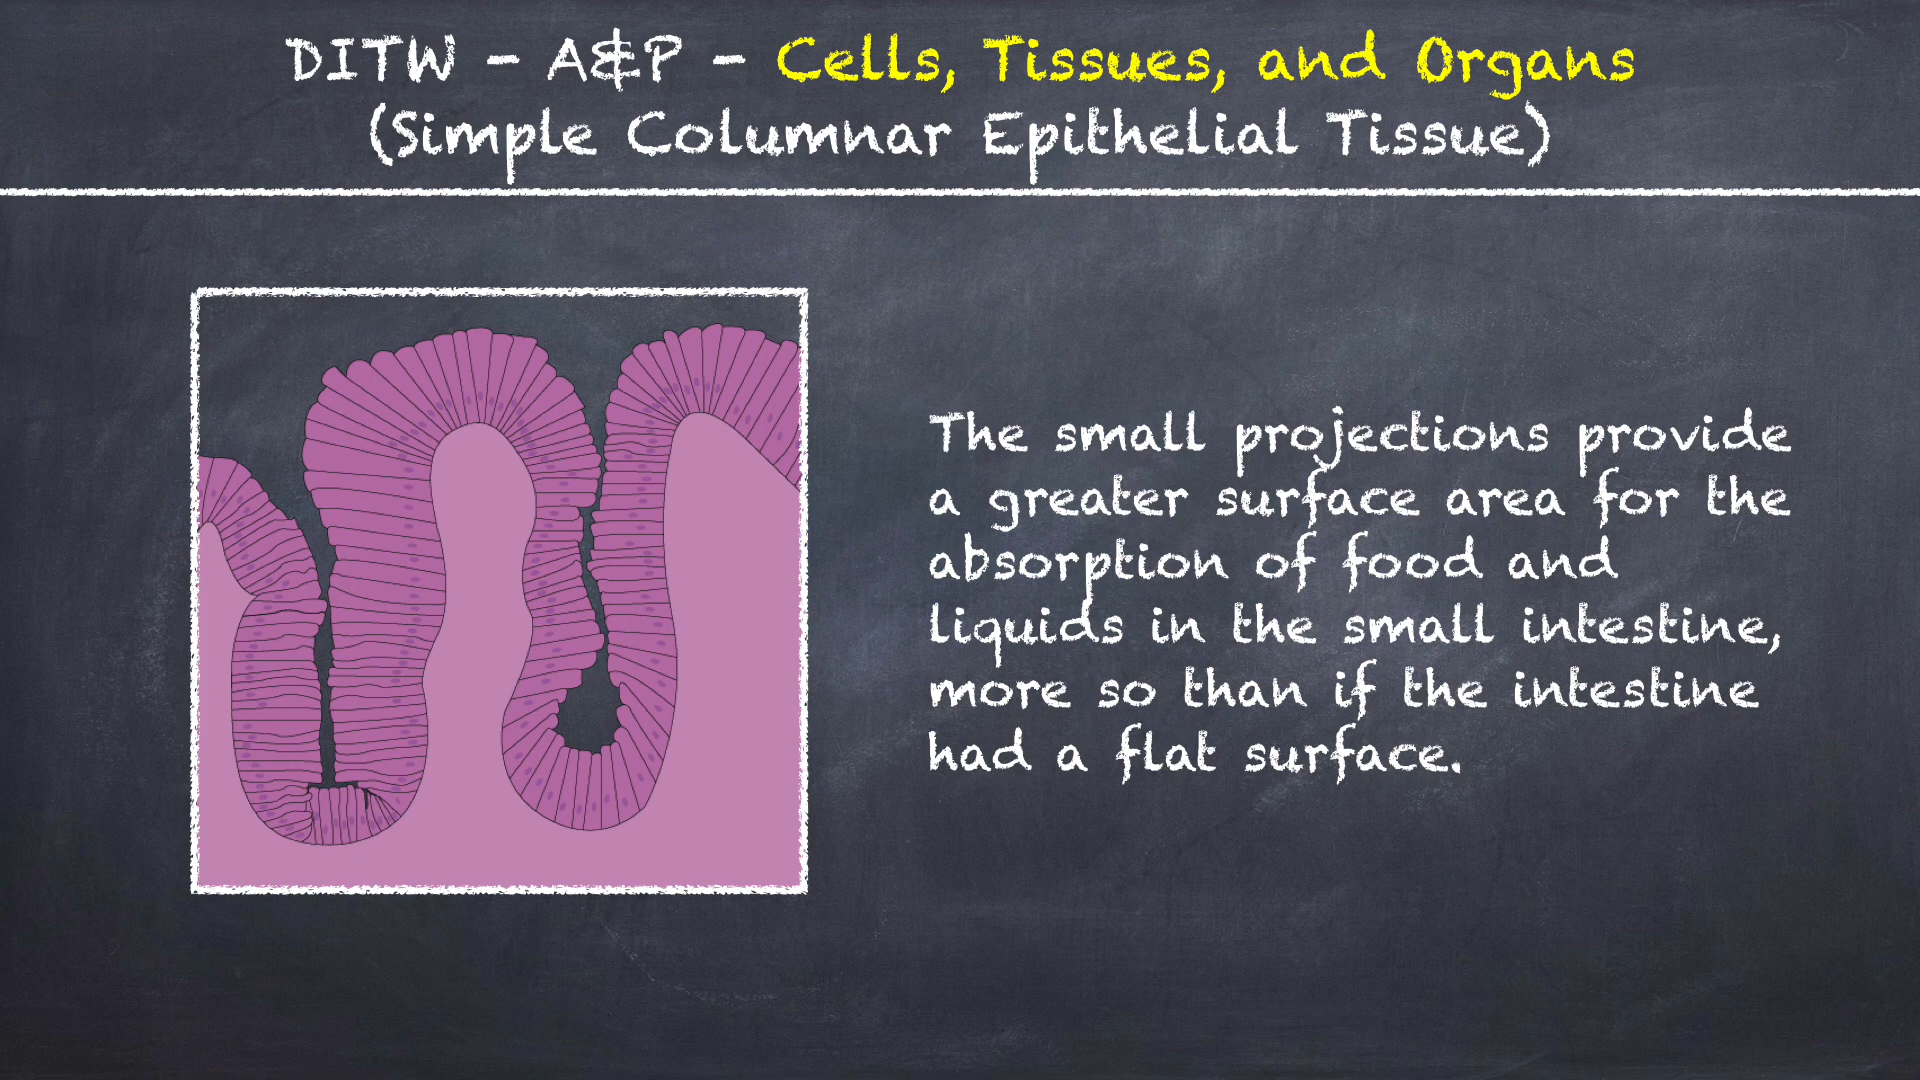 DITW - A&P - Cells, Tissues, and Organs
(Simple Columnar Epithelial Tissue)
The small projections provide
a greater surface area for the
absorption of food and
liquids in the small intestine,
more so than if the intestine
had a flat surface.